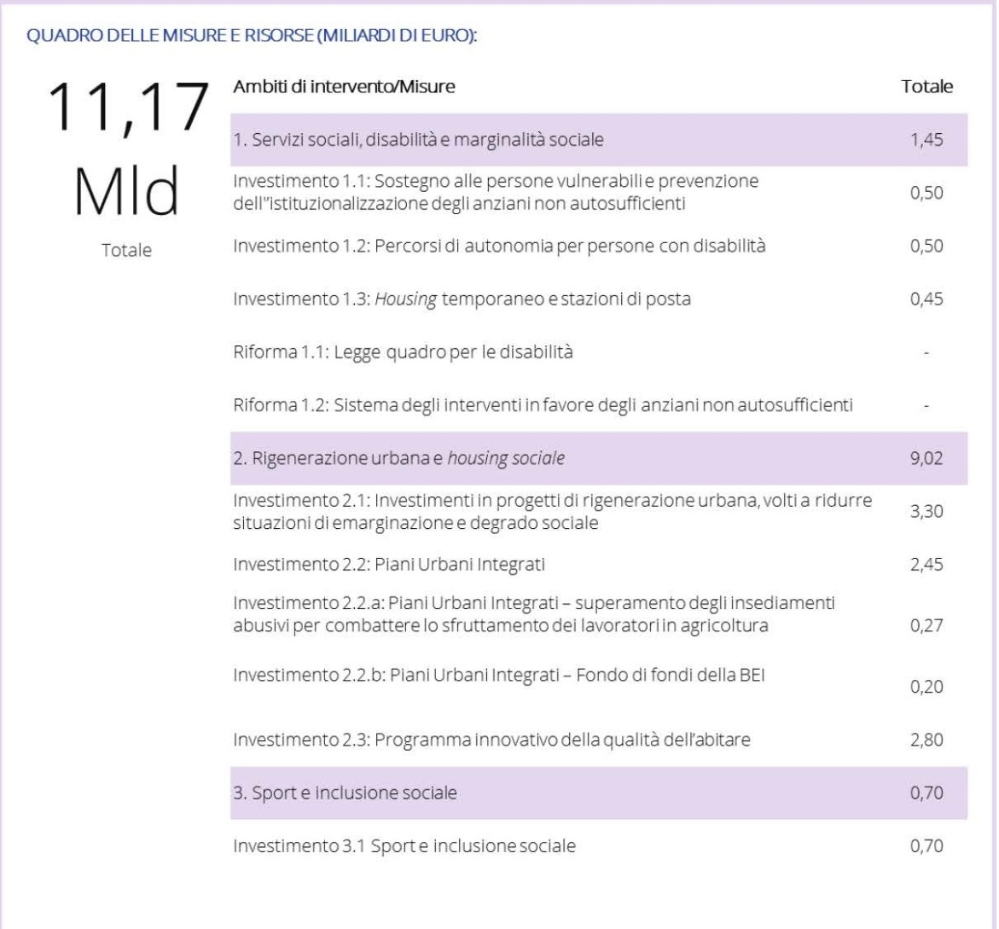 QUADRO DELLE MISURE E RISORSE (MILIARDI DI EURO):
11,17
Mld
Totale
Ambiti di intervento/Misure Totale
1. Servizi sociali, disabilità e marginalità sociale 1,45
Investimento 1.1: Sostegno alle persone vulnerabili e prevenzione
dell''istituzionalizzazione degli anziani non autosufficienti 0,50
Investimento 1.2: Percorsi di autonomia per persone con disabilità 0,50
Investimento 1.3: Housing temporaneo e stazioni di posta 0,45
Riforma 1.1: Legge quadro per le disabilità -
Riforma 1.2: Sistema degli interventi in favore degli anziani non autosufficienti -
2. Rigenerazione urbana e housing sociale 9,02
Investimento 2.1: Investimenti in progetti di rigenerazione urbana, volti a ridurre
situazioni di emarginazione e degrado sociale 3,30
Investimento 2.2: Piani Urbani Integrati 2,45
Investimento 2.2.a: Piani Urbani Integrati – superamento degli insediamenti
abusivi per combattere lo sfruttamento dei lavoratori in agricoltura 0,27
Investimento 2.2.b: Piani Urbani Integrati – Fondo di fondi della BEI 0,20
Investimento 2.3: Programma innovativo della qualità dell'abitare 2,80
3. Sport e inclusione sociale 0,70
Investimento 3.1 Sport e inclusione sociale 0,70